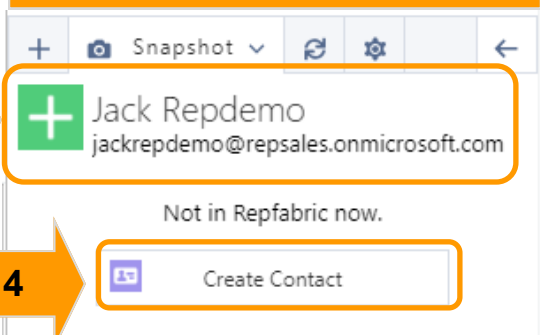 Snapshot
Jack Repdemo
jackrepdemo@repsales.onmicrosoft.com
Not in Repfabric now.
4
Create Contact